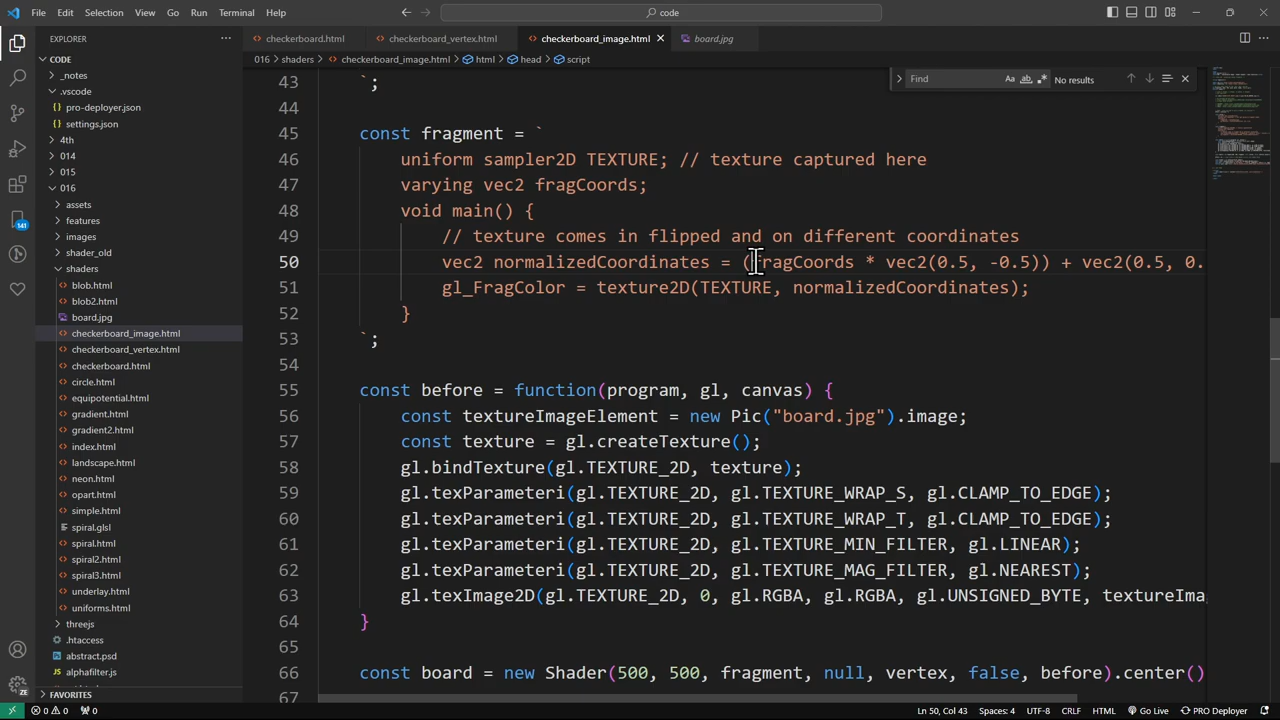 File Edit Selection View Go Run Terminal Help
code
EXPLORER
checkerboard.html checkerboard_vertex.html checkerboard_image.html board.jpg
016 shaders checkerboard_image.html html head script
CODE
_notes
.vscode
pro-deployer.json
settings.json
4th
014
015
016
assets
features
images
shader_old
shaders
blob.html
blob2.html
board.jpg
checkerboard_image.html
checkerboard_vertex.html
checkerboard.html
circle.html
equipotential.html
gradient.html
gradient2.html
index.html
landscape.html
neon.html
opart.html
simple.html
spiral.glsl
spiral.html
spiral2.html
spiral3.html
underlay.html
uniforms.html
threejs
.htaccess
abstract.psd
alphafilter.js
FAVORITES
141
ZE
Find Aa ab .* No results
43 `;
44
45 const fragment = `
46 uniform sampler2D TEXTURE; // texture captured here
47 varying vec2 fragCoords;
48 void main() {
49 // texture comes in flipped and on different coordinates
50 vec2 normalizedCoordinates = (fragCoords * vec2(0.5, -0.5)) + vec2(0.5, 0.
51 gl_FragColor = texture2D(TEXTURE, normalizedCoordinates);
52 }
53 `;
54
55 const before = function(program, gl, canvas) {
56 const textureImageElement = new Pic("board.jpg").image;
57 const texture = gl.createTexture();
58 gl.bindTexture(gl.TEXTURE_2D, texture);
59 gl.texParameteri(gl.TEXTURE_2D, gl.TEXTURE_WRAP_S, gl.CLAMP_TO_EDGE);
60 gl.texParameteri(gl.TEXTURE_2D, gl.TEXTURE_WRAP_T, gl.CLAMP_TO_EDGE);
61 gl.texParameteri(gl.TEXTURE_2D, gl.TEXTURE_MIN_FILTER, gl.LINEAR);
62 gl.texParameteri(gl.TEXTURE_2D, gl.TEXTURE_MAG_FILTER, gl.NEAREST);
63 gl.texImage2D(gl.TEXTURE_2D, 0, gl.RGBA, gl.RGBA, gl.UNSIGNED_BYTE, textureIma
64 }
65
66 const board = new Shader(500, 500, fragment, null, vertex, false, before).center()
67
0 0 0 Ln 50, Col 43 Spaces: 4 UTF-8 CRLF HTML Go Live PRO Deployer